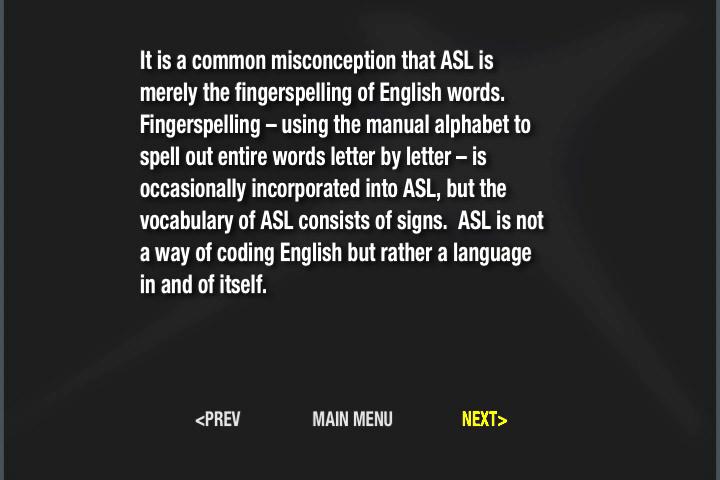 It is a common misconception that ASL is
merely the fingerspelling of English words.
Fingerspelling – using the manual alphabet to
spell out entire words letter by letter – is
occasionally incorporated into ASL, but the
vocabulary of ASL consists of signs.  ASL is not
a way of coding English but rather a language
in and of itself.
<PREV MAIN MENU NEXT>